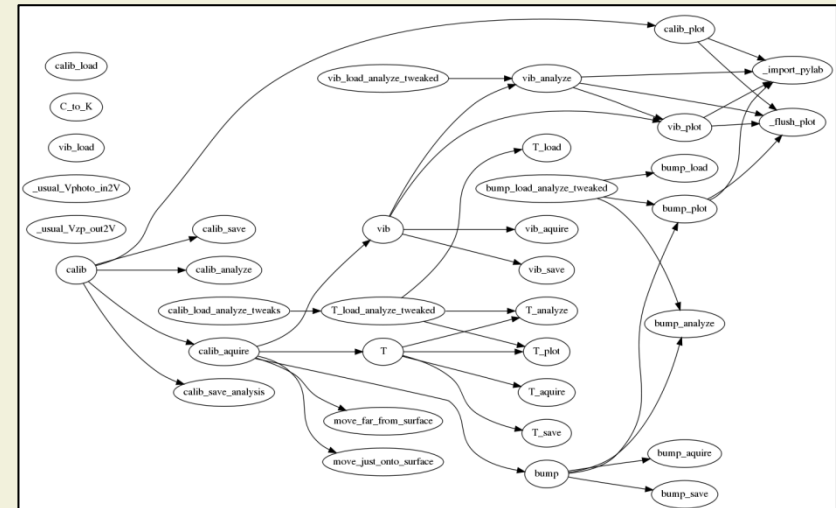 calib_load
C_to_K
vib_load
_usual_Vphoto_in2V
_usual_Vzp_out2V
calib
calib_save
calib_analyze
calib_load_analyze_tweaks
calib_aquire
calib_save_analysis
vib_load_analyze_tweaked
vib
T_load_analyze_tweaked
T
move_far_from_surface
move_just_onto_surface
vib_analyze
T_load
bump_load_analyze_tweaked
vib_aquire
vib_save
T_analyze
T_plot
T_aquire
T_save
bump
calib_plot
vib_plot
bump_load
bump_plot
bump_analyze
bump_aquire
bump_save
_import_pylab
_flush_plot